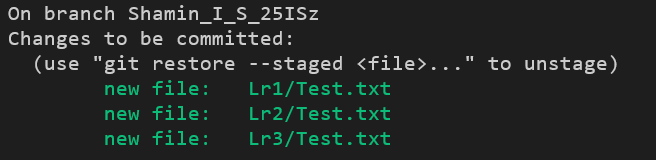 On branch Shamin_I_S_25ISz
Changes to be committed:
  (use "git restore --staged <file>..." to unstage)
        new file:   Lr1/Test.txt
        new file:   Lr2/Test.txt
        new file:   Lr3/Test.txt